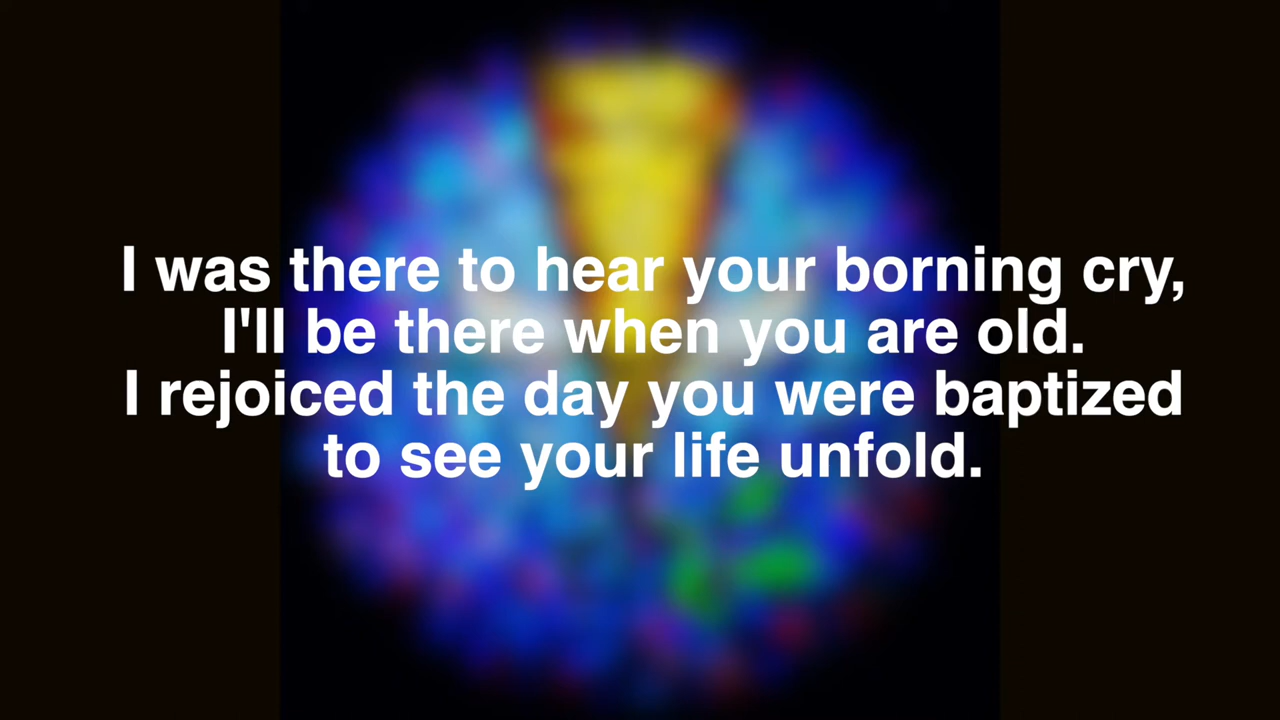 I was there to hear your borning cry,
I'll be there when you are old.
I rejoiced the day you were baptized
to see your life unfold.